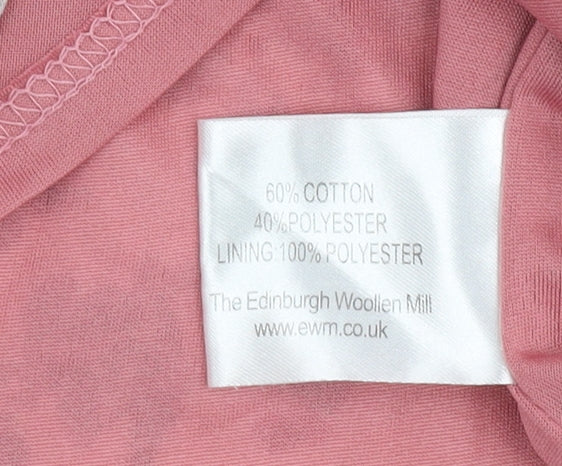 60% COTTON
40%POLYESTER
LINING:100% POLYESTER
The Edinburgh Woollen Mill
www.ewm.co.uk